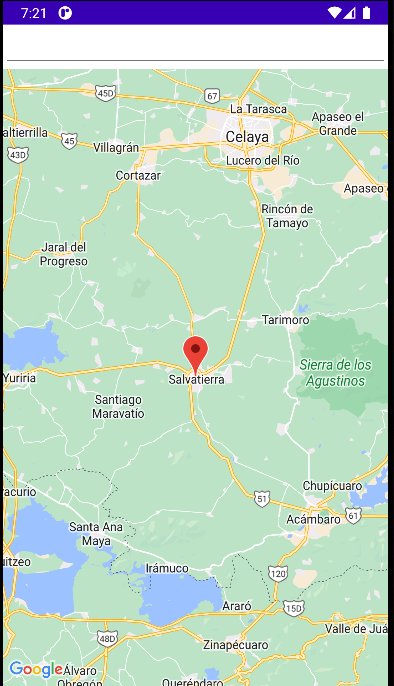 7:21
45D
67
La Tarasca
Apaseo el
Grande
altierrilla
45
Celaya
43D
Villagrán
Lucero del Río
Cortazar
Apaseo
Rincón de
Tamayo
Jaral del
Progreso
Tarimoro
Sierra de los
Agustinos
Yuriria
Salvatierra
Santiago
Maravatío
Chupícuaro
racurio
51
61
Acámbaro
Santa Ana
Maya
uitzeo
Irámuco
120
Araró
15D
48D
Valle de Juá
Zinapécuaro
Google
Álvaro
Obregón
Queréndaro